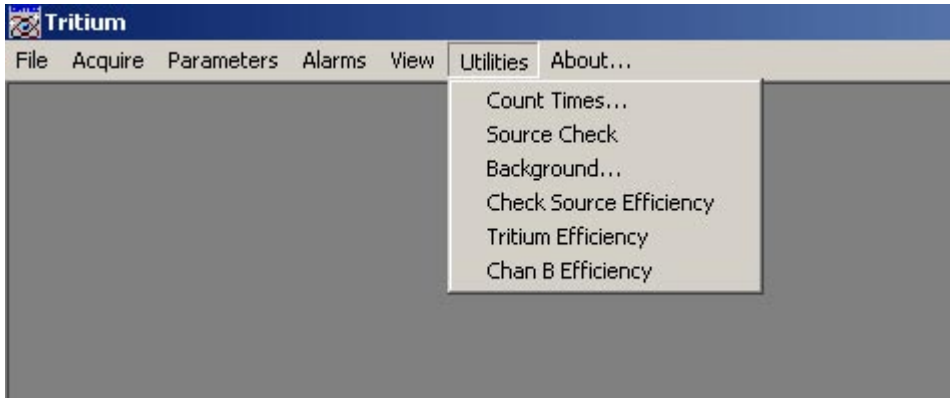 Tritium
File Acquire Parameters Alarms View Utilities About...
Count Times...
Source Check
Background...
Check Source Efficiency
Tritium Efficiency
Chan B Efficiency